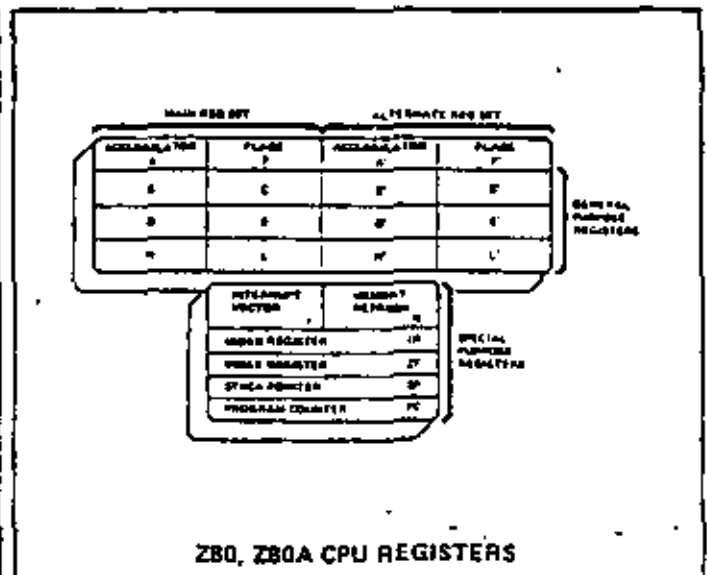 MAIN REG SET ALTERNATE REG SET
ACCUMULATOR FLAGS ACCUMULATOR FLAGS
A F A' F'
B C B' C'
D E D' E'
H L H' L'
GENERAL
PURPOSE
REGISTERS
INTERRUPT MEMORY
VECTOR REFRESH
I R
INDEX REGISTER IX
INDEX REGISTER IY
STACK POINTER SP
PROGRAM COUNTER PC
SPECIAL
PURPOSE
REGISTERS
Z80, Z80A CPU REGISTERS